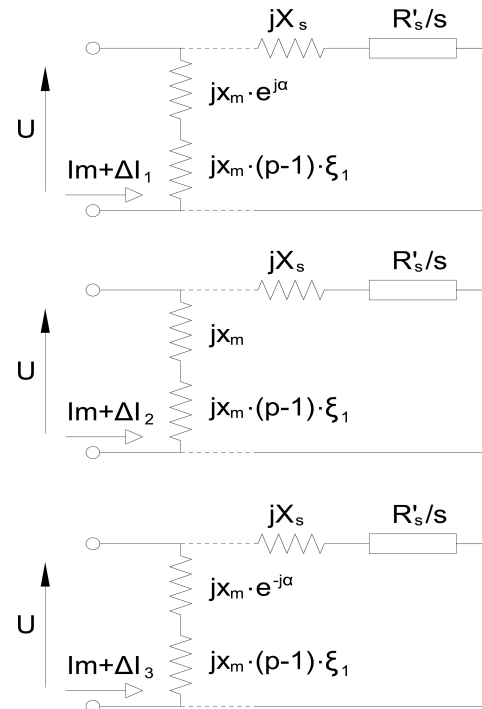 jXₛ R'ₛ/s
jxₘ·e^jα
U
jxₘ·(p-1)·ξ₁
Im+ΔI₁
jXₛ R'ₛ/s
jxₘ
U
jxₘ·(p-1)·ξ₁
Im+ΔI₂
jXₛ R'ₛ/s
jxₘ·e^-jα
U
jxₘ·(p-1)·ξ₁
Im+ΔI₃